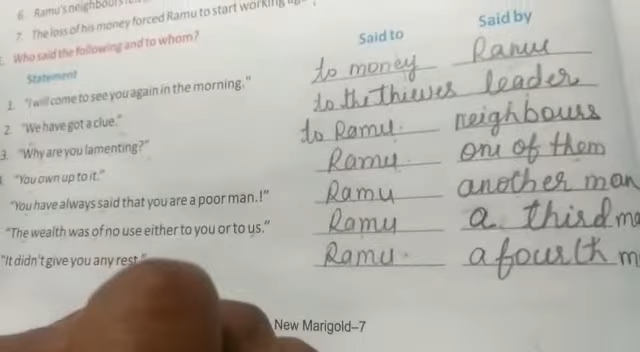 6. Ramu's neighbours
7. The loss of his money forced Ramu to start working
Who said the following and to whom?
Statement Said to Said by
1. "I will come to see you again in the morning." to money Ramu
2. "We have got a clue." to the thieves leader
3. "Why are you lamenting?" to Ramu. neighbours
"You own up to it." Ramu. one of them
"You have always said that you are a poor man.!" Ramu another man
"The wealth was of no use either to you or to us." Ramu a third ma
"It didn't give you any rest." Ramu. a fourth m
New Marigold–7